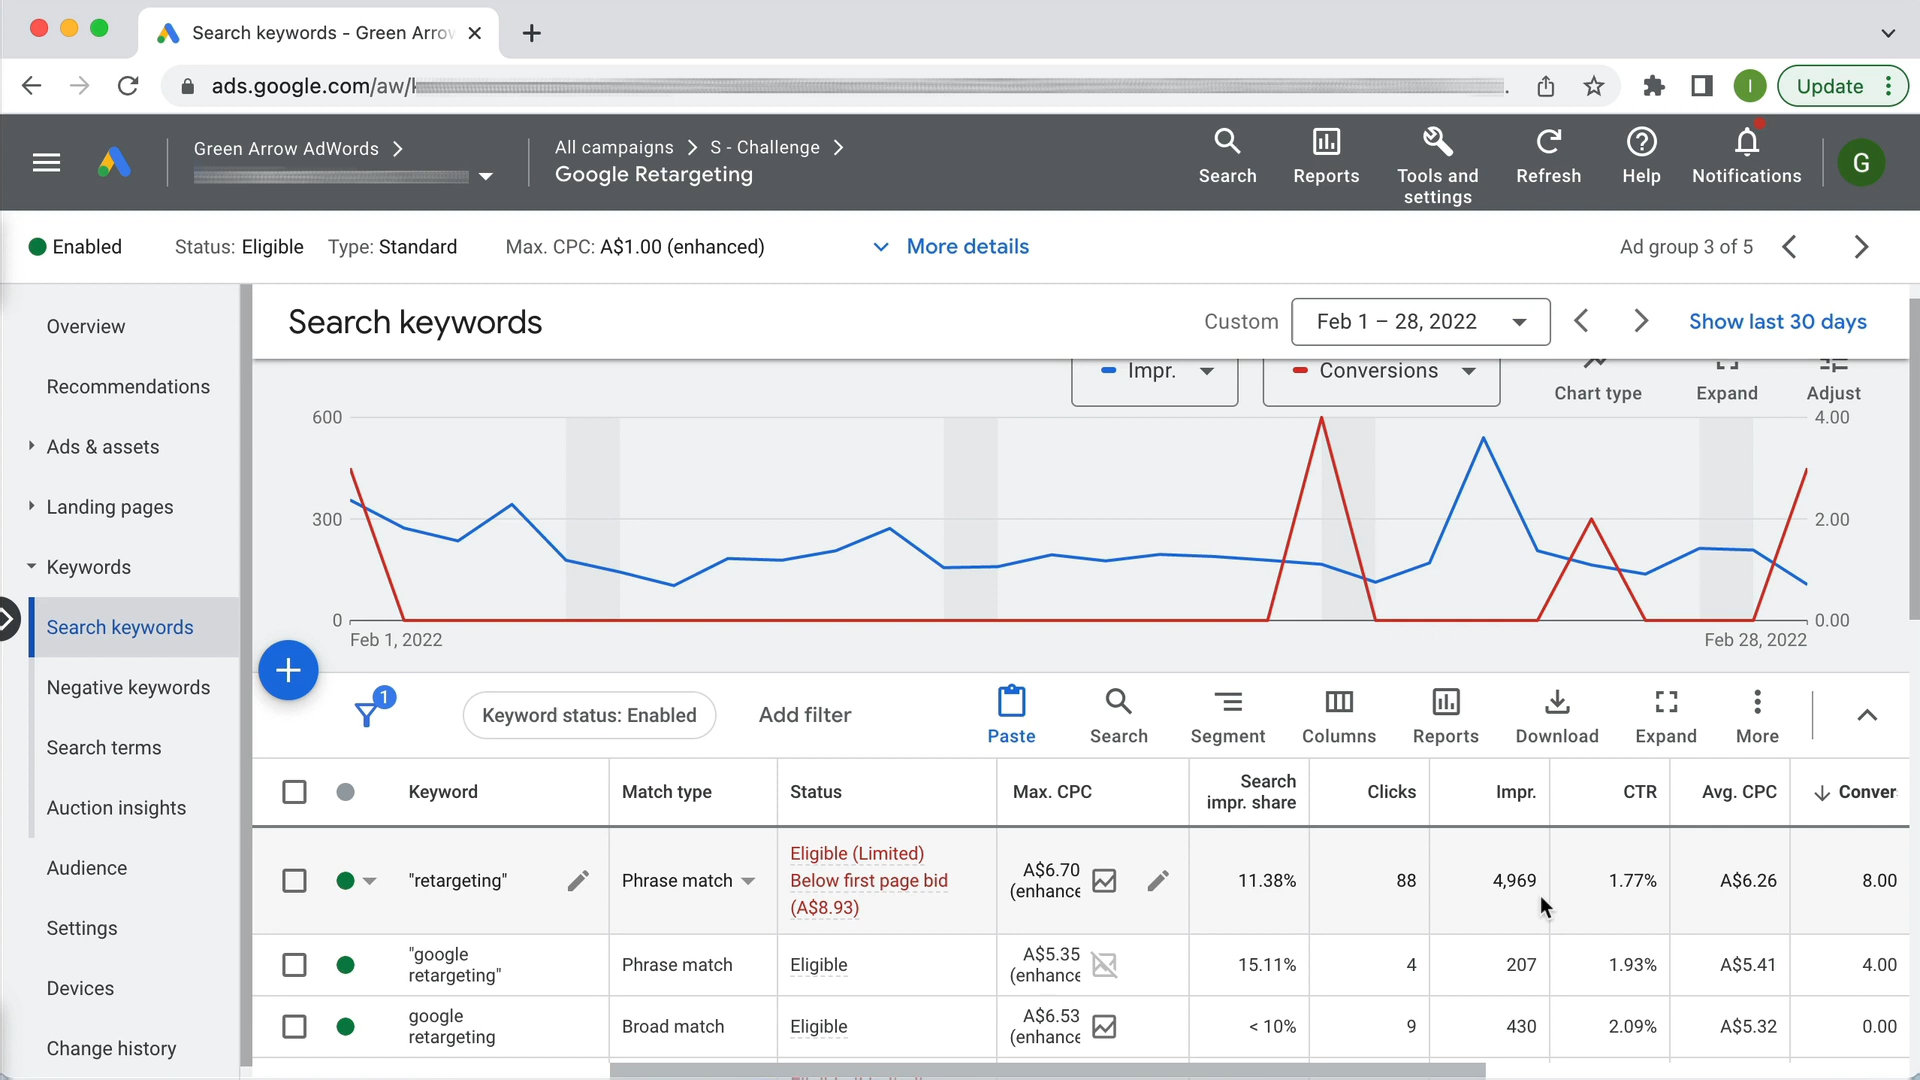 Search keywords - Green Arrov
ads.google.com/aw/k
Update
Green Arrow AdWords
All campaigns > S - Challenge >
Google Retargeting
Search
Reports
Tools and
settings
Refresh
Help
Notifications
G
Enabled
Status: Eligible
Type: Standard
Max. CPC: A$1.00 (enhanced)
More details
Ad group 3 of 5
Overview
Recommendations
Ads & assets
Landing pages
Keywords
Search keywords
Negative keywords
Search terms
Auction insights
Audience
Settings
Devices
Change history
Search keywords
Custom
Feb 1 – 28, 2022
Show last 30 days
Impr.
Conversions
Chart type
Expand
Adjust
600
4.00
300
2.00
0
0.00
Feb 1, 2022
Feb 28, 2022
1
Keyword status: Enabled
Add filter
Paste
Search
Segment
Columns
Reports
Download
Expand
More
Keyword
Match type
Status
Max. CPC
Search
impr. share
Clicks
Impr.
CTR
Avg. CPC
Conver
"retargeting"
Phrase match
Eligible (Limited)
Below first page bid
(A$8.93)
A$6.70
(enhance
11.38%
88
4,969
1.77%
A$6.26
8.00
"google
retargeting"
Phrase match
Eligible
A$5.35
(enhance
15.11%
4
207
1.93%
A$5.41
4.00
google
retargeting
Broad match
Eligible
A$6.53
(enhance
< 10%
9
430
2.09%
A$5.32
0.00